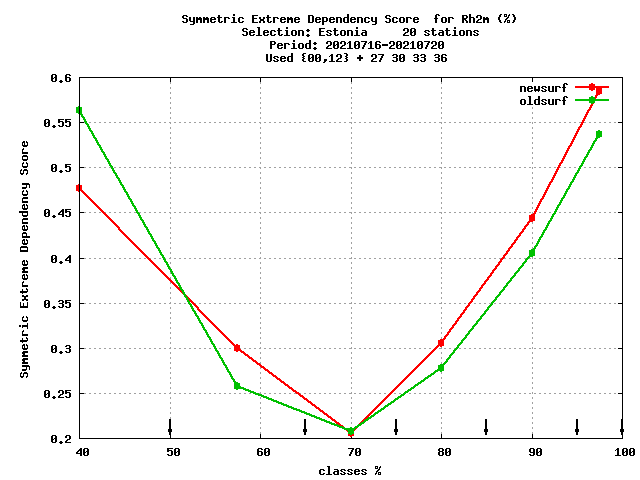 Symmetric Extreme Dependency Score  for Rh2m (%)
Selection: Estonia     20 stations
Period: 20210716-20210720
Used {00,12} + 27 30 33 36
newsurf
oldsurf
0.6
0.55
0.5
0.45
0.4
0.35
0.3
0.25
0.2
Symmetric Extreme Dependency Score
40 50 60 70 80 90 100
classes %